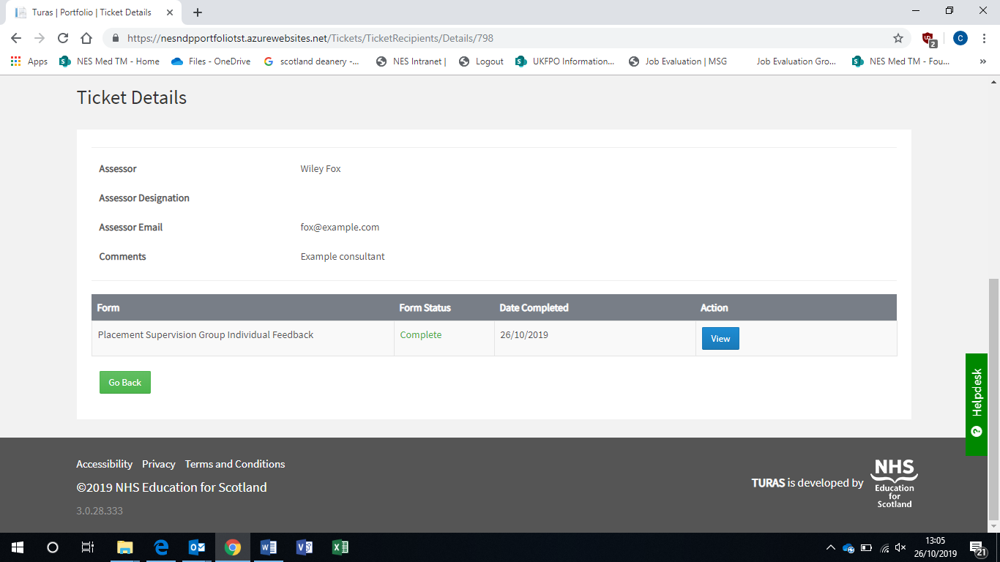 Turas | Portfolio | Ticket Details
https://nesndpportfoliotst.azurewebsites.net/Tickets/TicketRecipients/Details/798
2
C
Apps NES Med TM - Home Files - OneDrive scotland deanery -... NES Intranet | Logout UKFPO Information... Job Evaluation | MSG Job Evaluation Gro... NES Med TM - Fou... »
Ticket Details
Assessor Wiley Fox
Assessor Designation
Assessor Email fox@example.com
Comments Example consultant
Form Form Status Date Completed Action
Placement Supervision Group Individual Feedback Complete 26/10/2019 View
Go Back
Helpdesk
Accessibility Privacy Terms and Conditions
©2019 NHS Education for Scotland
3.0.28.333
TURAS is developed by
NHS
Education
for
Scotland
13:05
26/10/2019
21